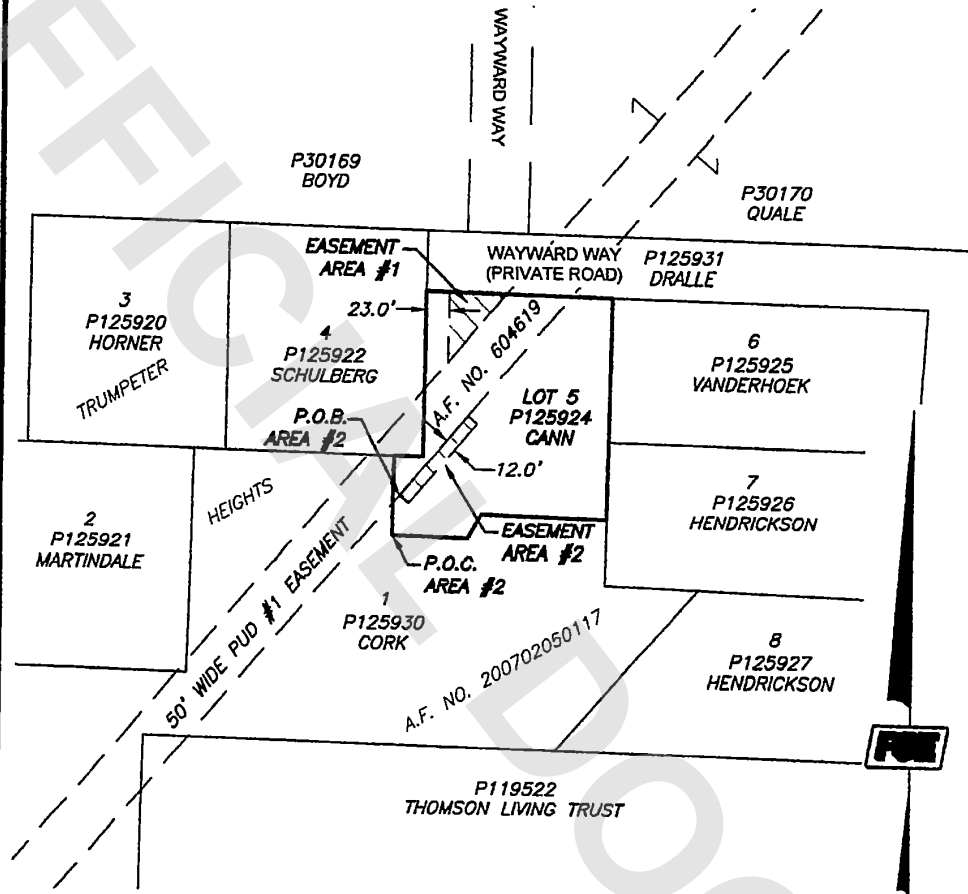 WAYWARD WAY
P30169
BOYD
P30170
QUALE
EASEMENT
AREA #1
WAYWARD WAY
(PRIVATE ROAD)
P125931
DRALLE
23.0'
3
P125920
HORNER
4
P125922
SCHULBERG
TRUMPETER
A.F. NO. 604619
6
P125925
VANDERHOEK
LOT 5
P125924
CANN
P.O.B.
AREA #2
12.0'
HEIGHTS
7
P125926
HENDRICKSON
2
P125921
MARTINDALE
EASEMENT
AREA #2
P.O.C.
AREA #2
50' WIDE PUD #1 EASEMENT
1
P125930
CORK
A.F. NO. 200702050117
8
P125927
HENDRICKSON
P119522
THOMSON LIVING TRUST